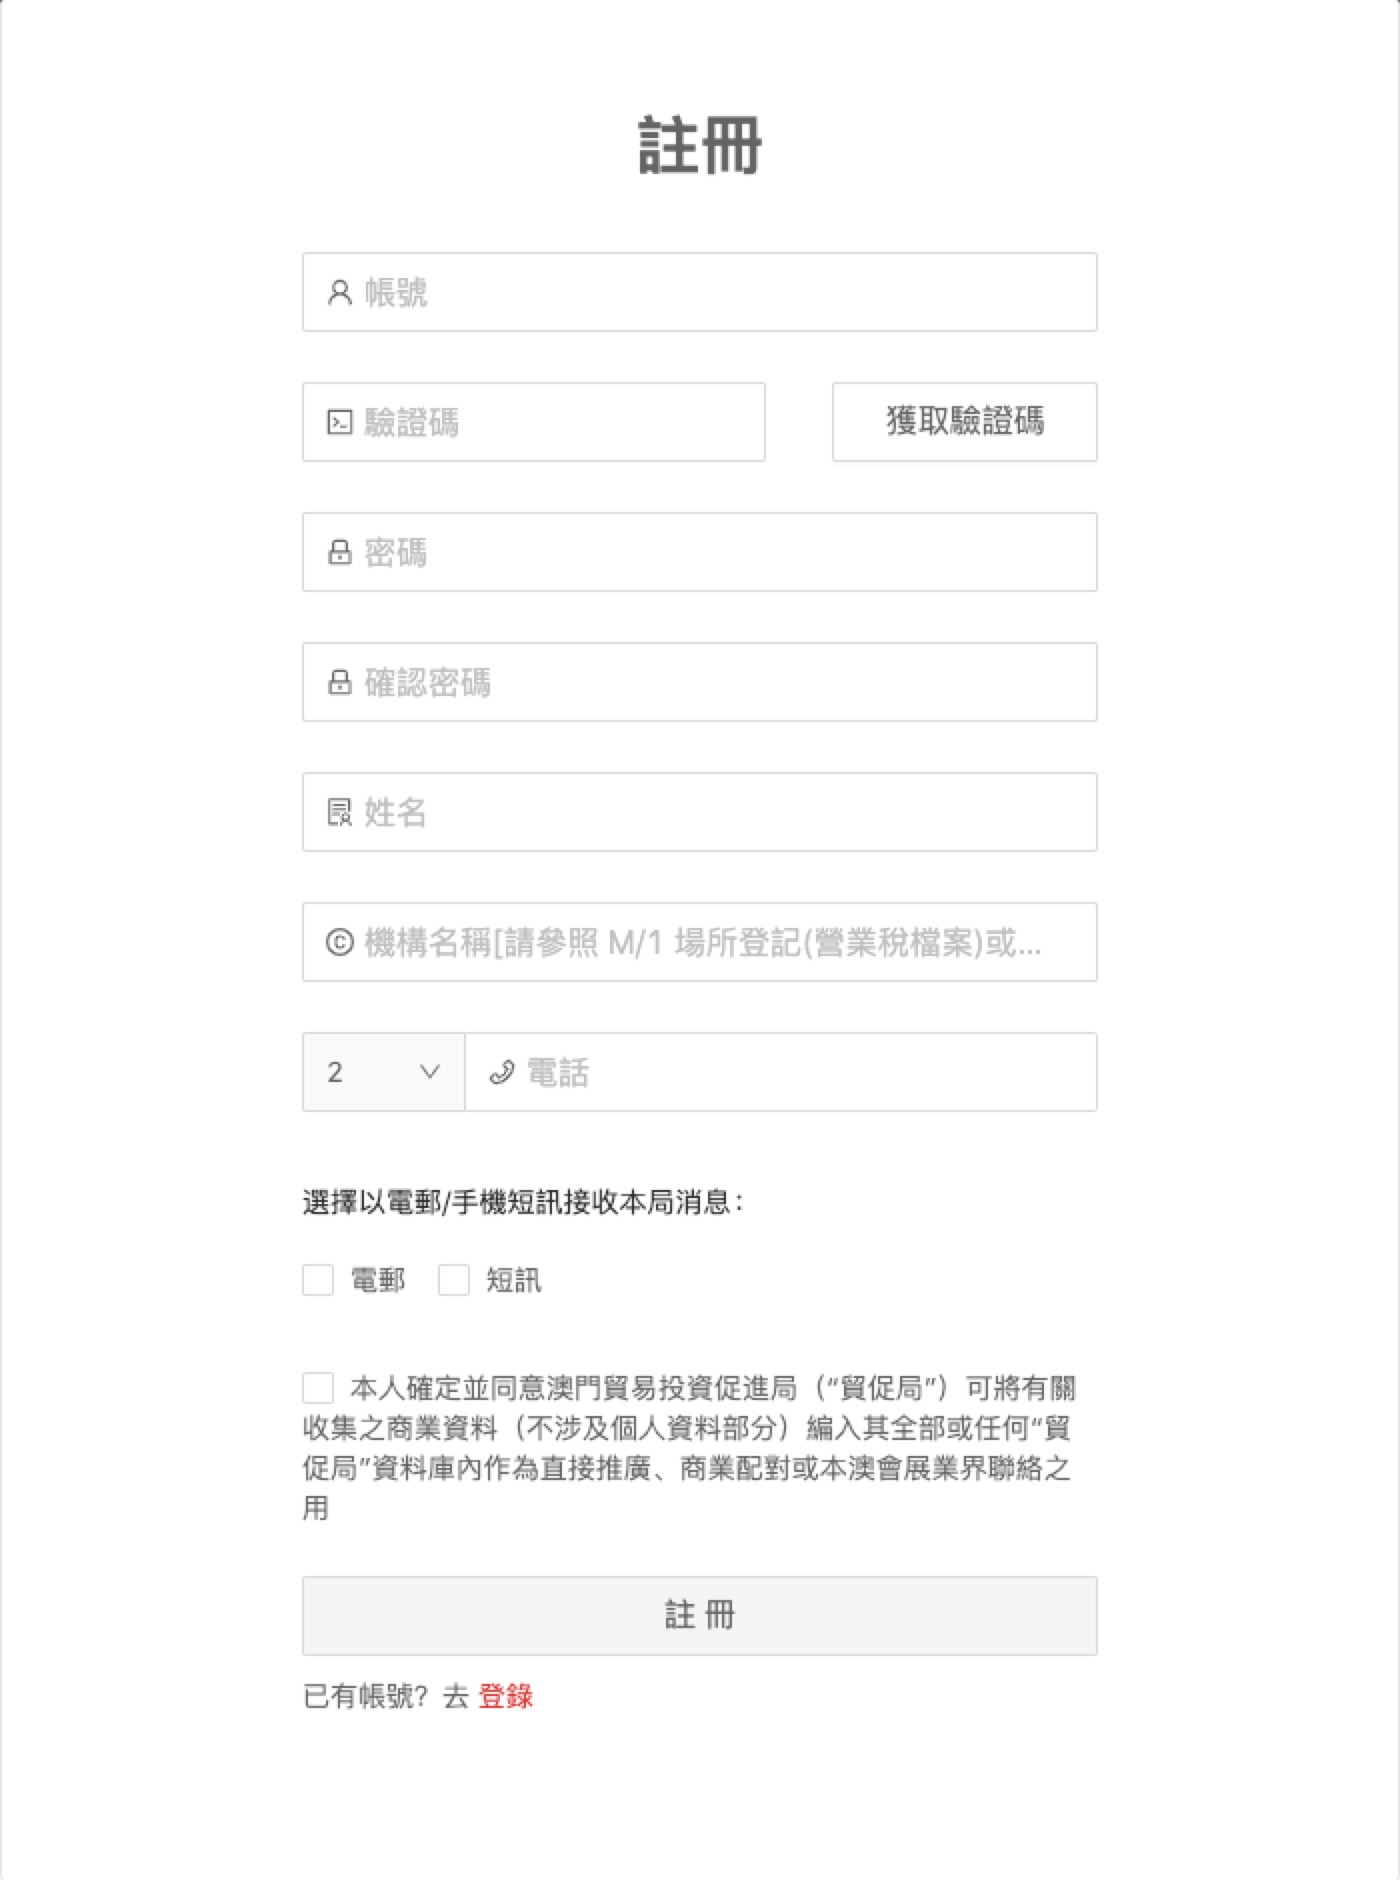 註冊
帳號
驗證碼
獲取驗證碼
密碼
確認密碼
姓名
機構名稱[請參照 M/1 場所登記(營業稅檔案)或...
2
電話
選擇以電郵/手機短訊接收本局消息：
電郵
短訊
本人確定並同意澳門貿易投資促進局（“貿促局”）可將有關
收集之商業資料（不涉及個人資料部分）編入其全部或任何“貿
促局”資料庫內作為直接推廣、商業配對或本澳會展業界聯絡之
用
註 冊
已有帳號？去 登錄